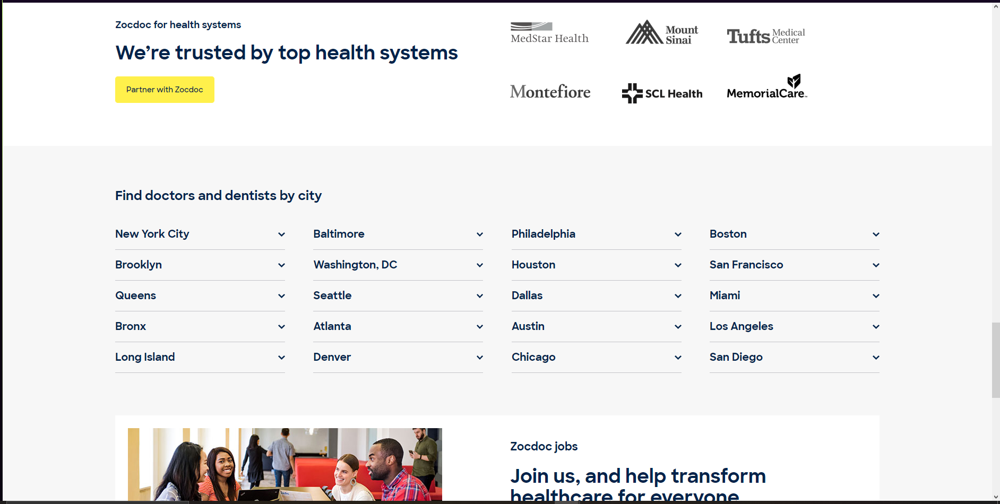 Zocdoc for health systems
We're trusted by top health systems
Partner with Zocdoc
MedStar Health
Mount
Sinai
Tufts Medical
Center
Montefiore
SCL Health
MemorialCare™
Find doctors and dentists by city
New York City
Baltimore
Philadelphia
Boston
Brooklyn
Washington, DC
Houston
San Francisco
Queens
Seattle
Dallas
Miami
Bronx
Atlanta
Austin
Los Angeles
Long Island
Denver
Chicago
San Diego
Zocdoc jobs
Join us, and help transform
healthcare for everyone
Zocdoc